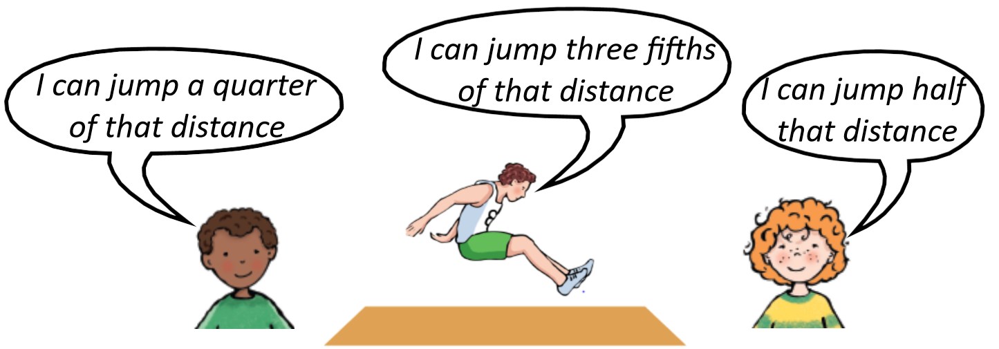 I can jump a quarter
of that distance
I can jump three fifths
of that distance
I can jump half
that distance